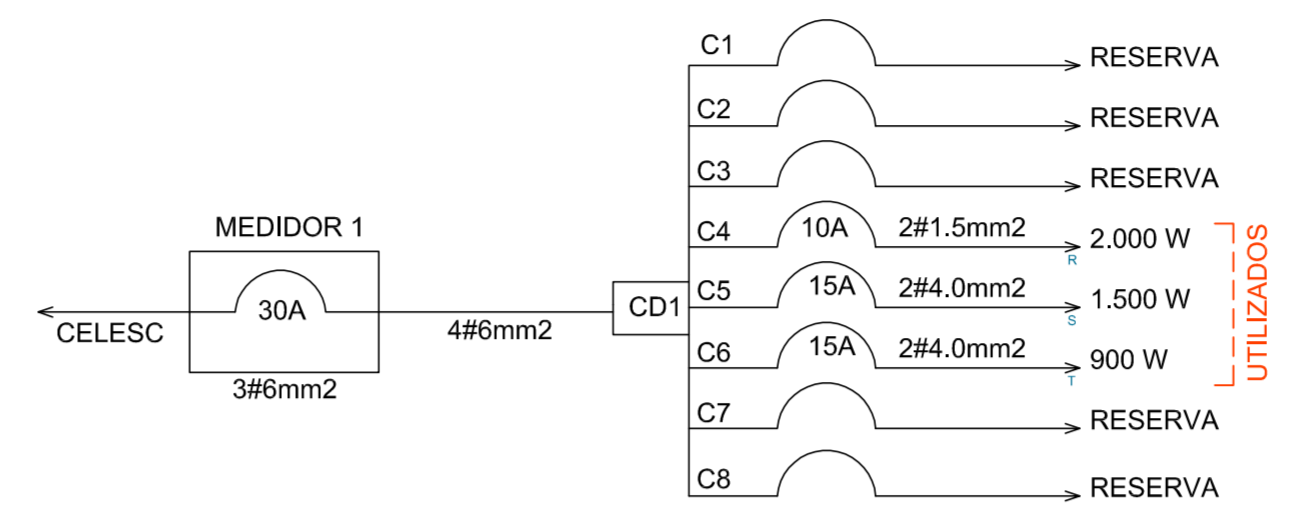 C1 RESERVA
C2 RESERVA
C3 RESERVA
MEDIDOR 1
30A
CELESC
3#6mm2
4#6mm2
CD1
C4 10A 2#1.5mm2 R 2.000 W
C5 15A 2#4.0mm2 S 1.500 W
C6 15A 2#4.0mm2 T 900 W
UTILIZADOS
C7 RESERVA
C8 RESERVA